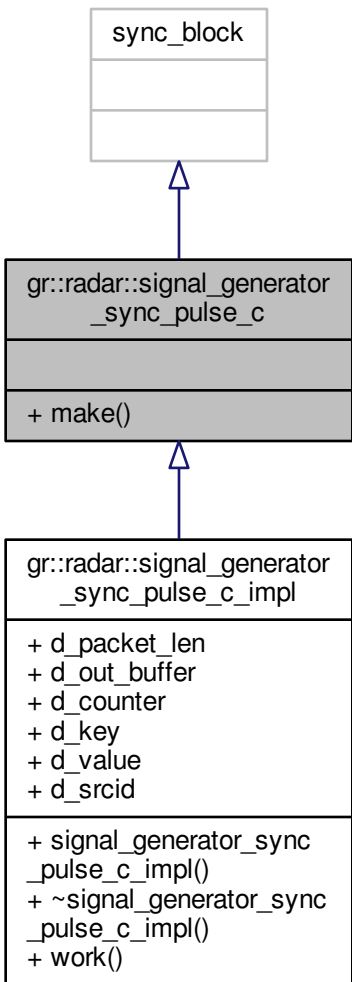 sync_block
gr::radar::signal_generator
_sync_pulse_c
+ make()
gr::radar::signal_generator
_sync_pulse_c_impl
+ d_packet_len
+ d_out_buffer
+ d_counter
+ d_key
+ d_value
+ d_srcid
+ signal_generator_sync
_pulse_c_impl()
+ ~signal_generator_sync
_pulse_c_impl()
+ work()